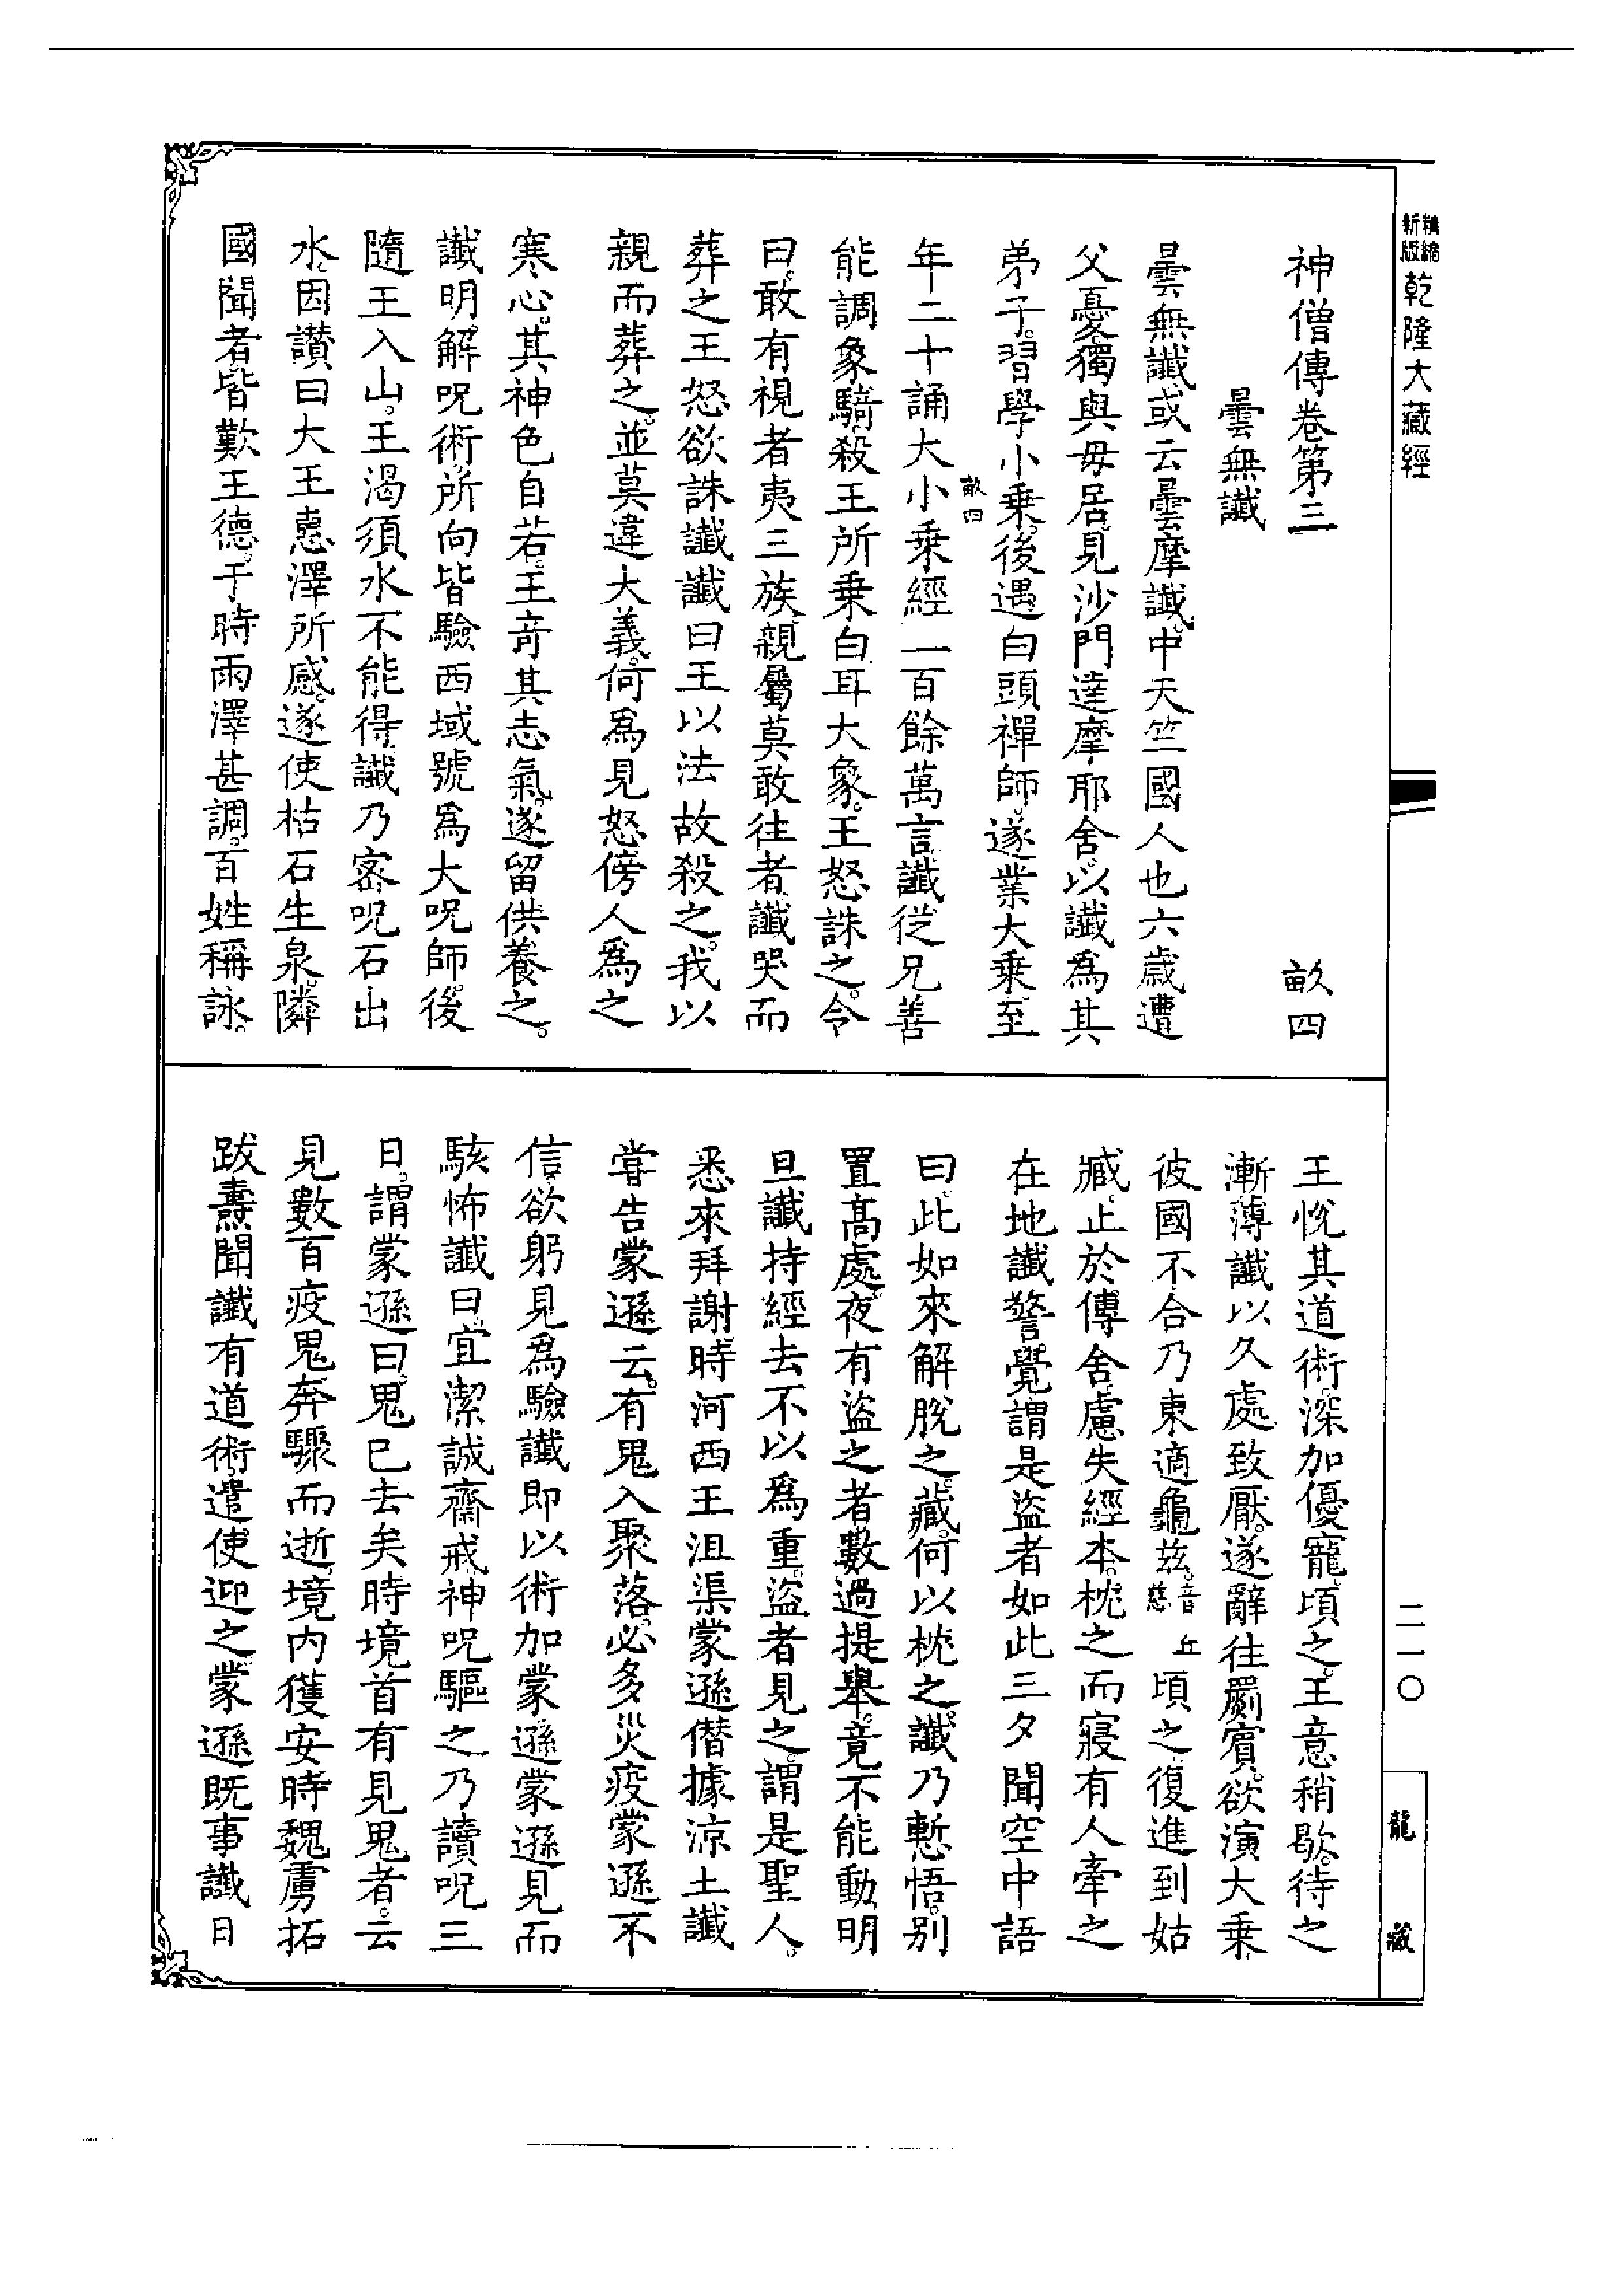 精縮新版乾隆大藏經
二一〇
龍藏
神僧傳卷第三 畝四
曇無讖
曇無讖或云曇摩讖。中天竺國人也六歲遭
父憂獨與母居見沙門達摩耶舍以讖為其
弟子。習學小乗。後遇白頭禪師。遂業大乗至
畝四
年二十誦大小乗經一百餘萬言讖從兄善
能調象騎殺王所乗白耳大象。王怒誅之。令
曰。敢有視者夷三族親屬莫敢往者讖哭而
葬之王怒欲誅讖讖曰王以法故殺之。我以
親而葬之。並莫違大義。何為見怒傍人為之
寒心。其神色自若。王竒其志氣。遂留供養之。
讖明解呪術所向皆驗西域號為大呪師。後
隨王入山。王渴須水不能得讖乃密呪石出
水因讃曰大王惠澤所感。遂使枯石生泉。隣
國聞者皆歎王德。于時雨澤甚調。百姓稱詠。
王悅其道術深加優寵頃之。王意稍歇。待之
漸薄讖以久處致厭。遂辭往罽賓。欲演大乗
彼國不合乃東適龜茲。音丘慈頃之復進到姑
臧止於傳舍慮失經本。枕之而寢有人牽之
在地讖警覺謂是盜者如此三夕聞空中語
曰此如來解脫之藏。何以枕之讖乃慙悟。別
置高處夜有盜之者數過提舉。竟不能動明
旦讖持經去不以為重。盜者見之。謂是聖人。
悉來拜謝時河西王沮渠蒙遜僭據涼土讖
嘗告蒙遜云。有鬼入聚落必多災疫蒙遜不
信欲躬見為驗讖即以術加蒙遜蒙遜見而
駭怖讖曰宜潔誠齋戒神呪驅之乃讀呪三
日。謂蒙遜曰。鬼已去矣時境首有見鬼者。云
見數百疫鬼奔驟而逝境內獲安時魏虜拓
跋燾聞讖有道術遣使迎之蒙遜既事讖日